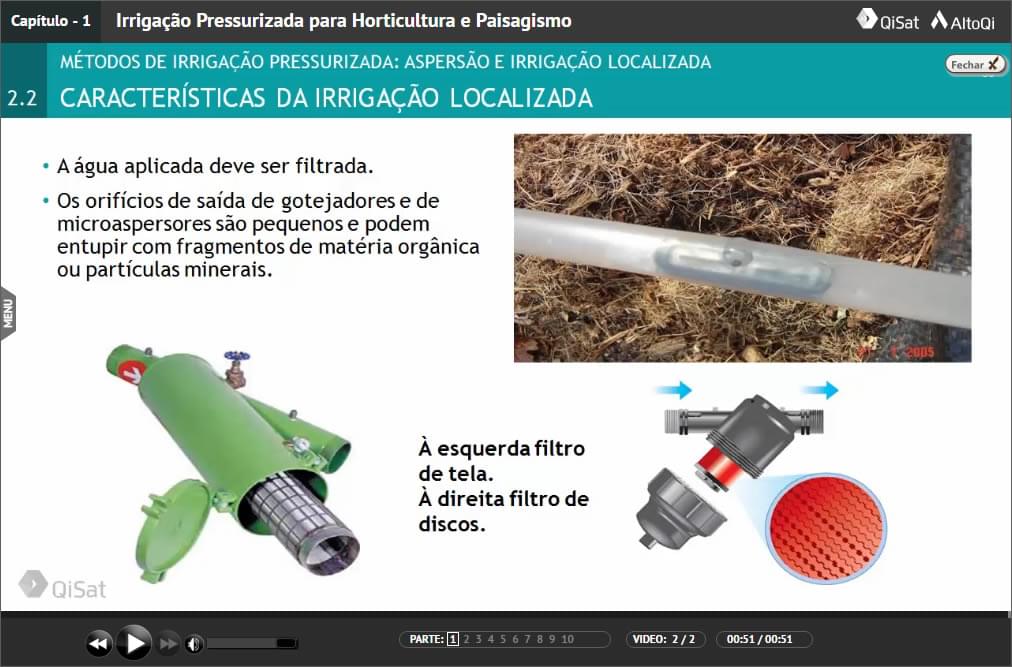 Capítulo - 1
Irrigação Pressurizada para Horticultura e Paisagismo
QiSat
AltoQi
MÉTODOS DE IRRIGAÇÃO PRESSURIZADA: ASPERSÃO E IRRIGAÇÃO LOCALIZADA
Fechar
2.2
CARACTERÍSTICAS DA IRRIGAÇÃO LOCALIZADA
• A água aplicada deve ser filtrada.
• Os orifícios de saída de gotejadores e de
microaspersores são pequenos e podem
entupir com fragmentos de matéria orgânica
ou partículas minerais.
MENU
2005
À esquerda filtro
de tela.
À direita filtro de
discos.
QiSat
PARTE: 1 2 3 4 5 6 7 8 9 10
VIDEO: 2 / 2
00:51 / 00:51